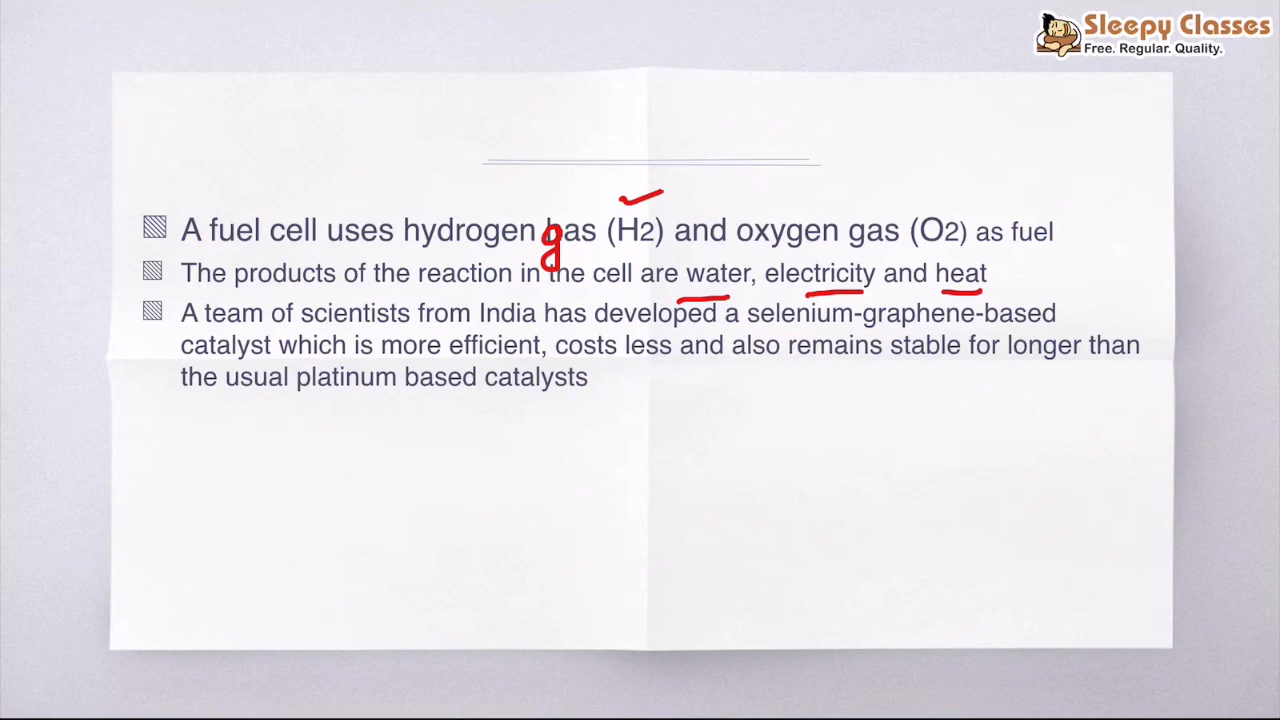 Sleepy Classes
Free. Regular. Quality.
A fuel cell uses hydrogen gas (H2) and oxygen gas (O2) as fuel
The products of the reaction in the cell are water, electricity and heat
A team of scientists from India has developed a selenium-graphene-based
catalyst which is more efficient, costs less and also remains stable for longer than
the usual platinum based catalysts